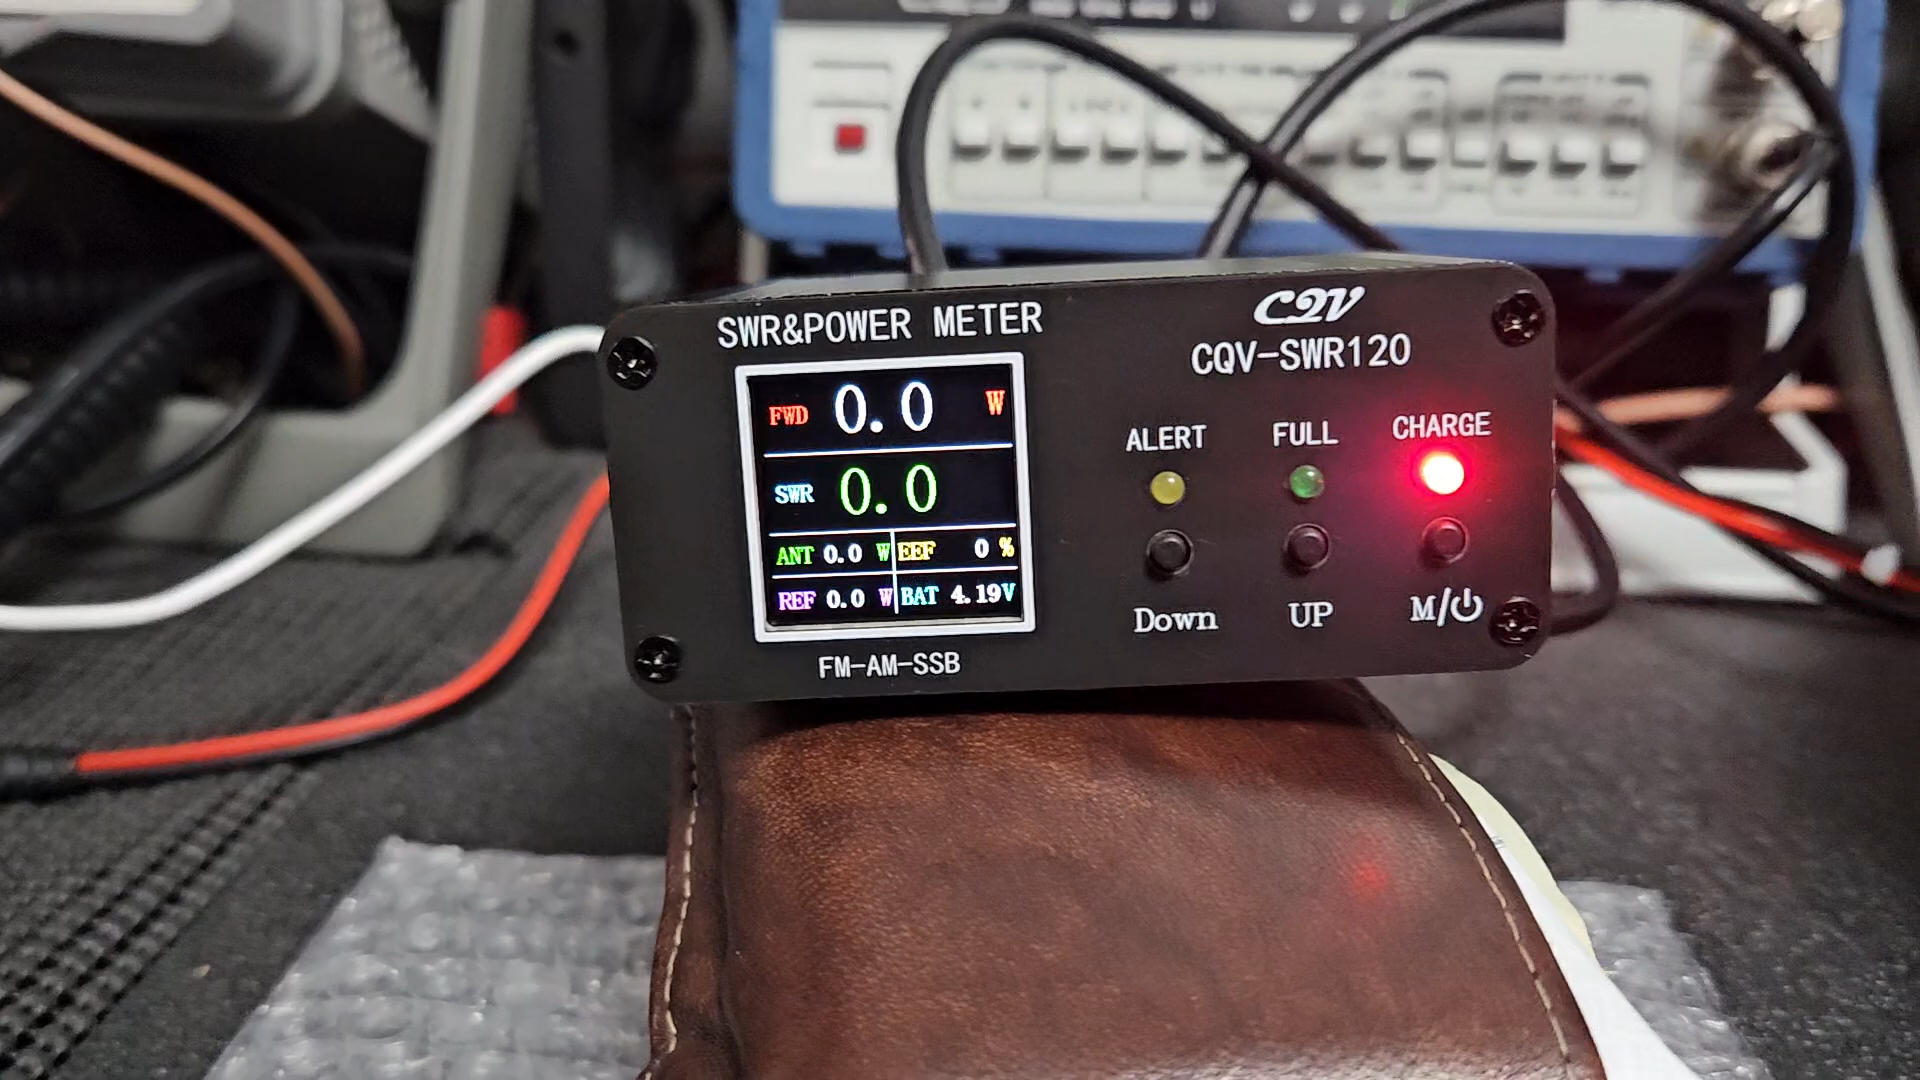 SWR&POWER METER
CQV
CQV-SWR120
FWD 0.0 W
SWR 0.0
ANT 0.0 W EEF 0 %
REF 0.0 W BAT 4.19V
FM-AM-SSB
ALERT FULL CHARGE
Down UP M/⏻